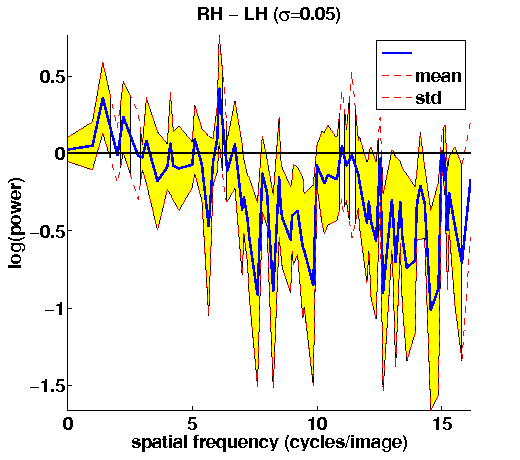 RH − LH (σ=0.05)
mean
std
0.5
0
−0.5
−1
−1.5
log(power)
0 5 10 15
spatial frequency (cycles/image)